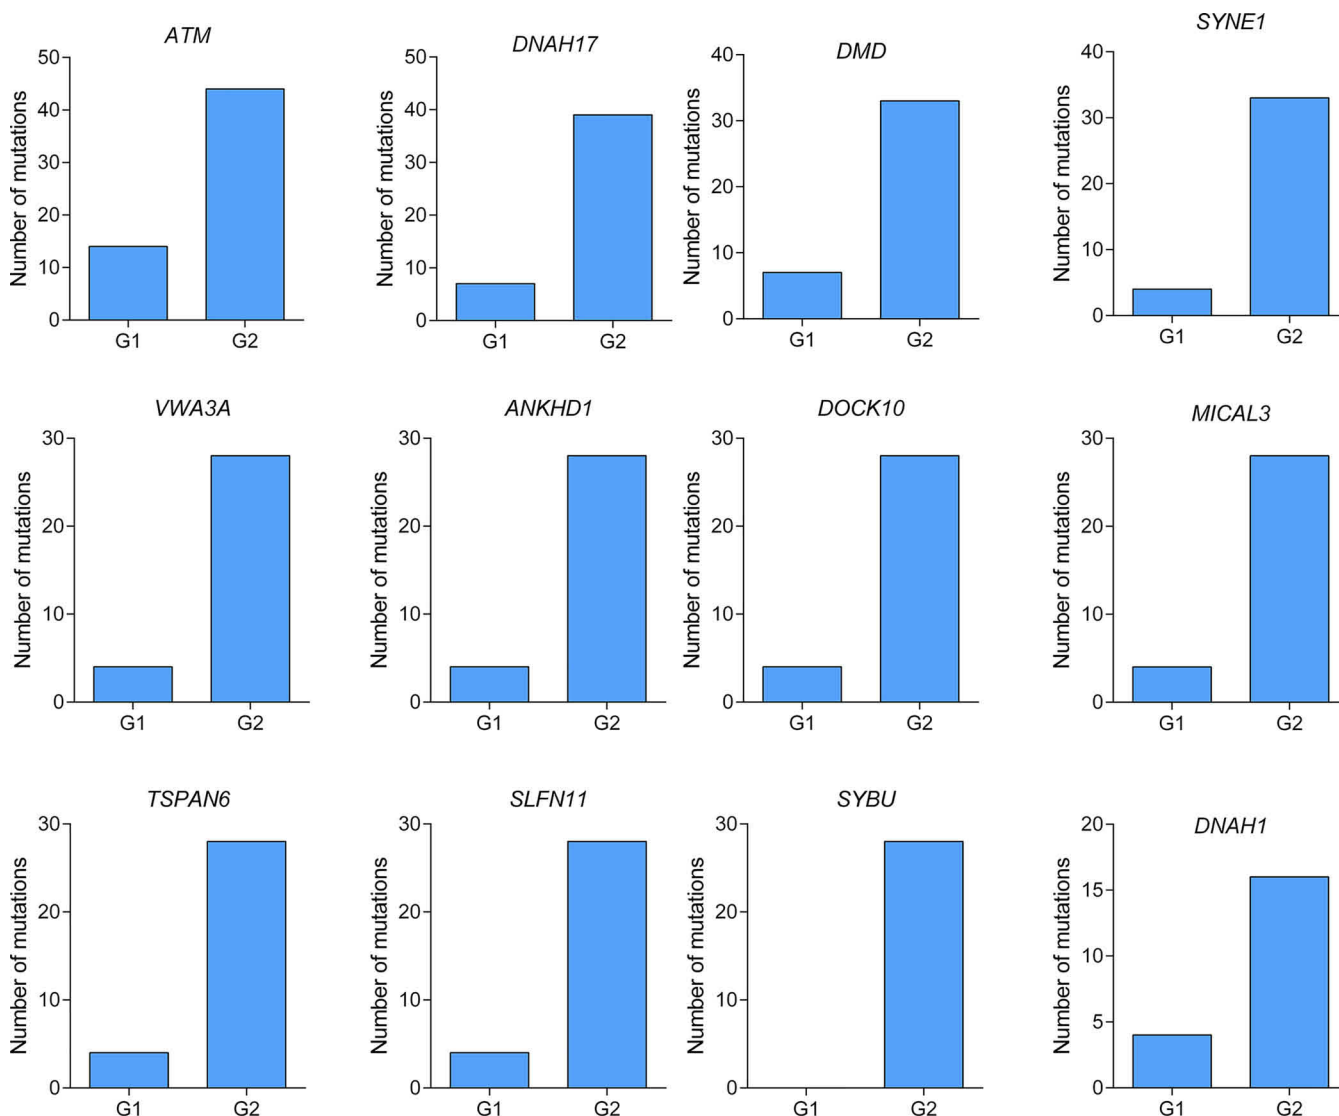 ATM
Number of mutations
50
40
30
20
10
0
G1 G2
DNAH17
Number of mutations
50
40
30
20
10
0
G1 G2
DMD
Number of mutations
40
30
20
10
0
G1 G2
SYNE1
Number of mutations
40
30
20
10
0
G1 G2
VWA3A
Number of mutations
30
20
10
0
G1 G2
ANKHD1
Number of mutations
30
20
10
0
G1 G2
DOCK10
Number of mutations
30
20
10
0
G1 G2
MICAL3
Number of mutations
30
20
10
0
G1 G2
TSPAN6
Number of mutations
30
20
10
0
G1 G2
SLFN11
Number of mutations
30
20
10
0
G1 G2
SYBU
Number of mutations
30
20
10
0
G1 G2
DNAH1
Number of mutations
20
15
10
5
0
G1 G2